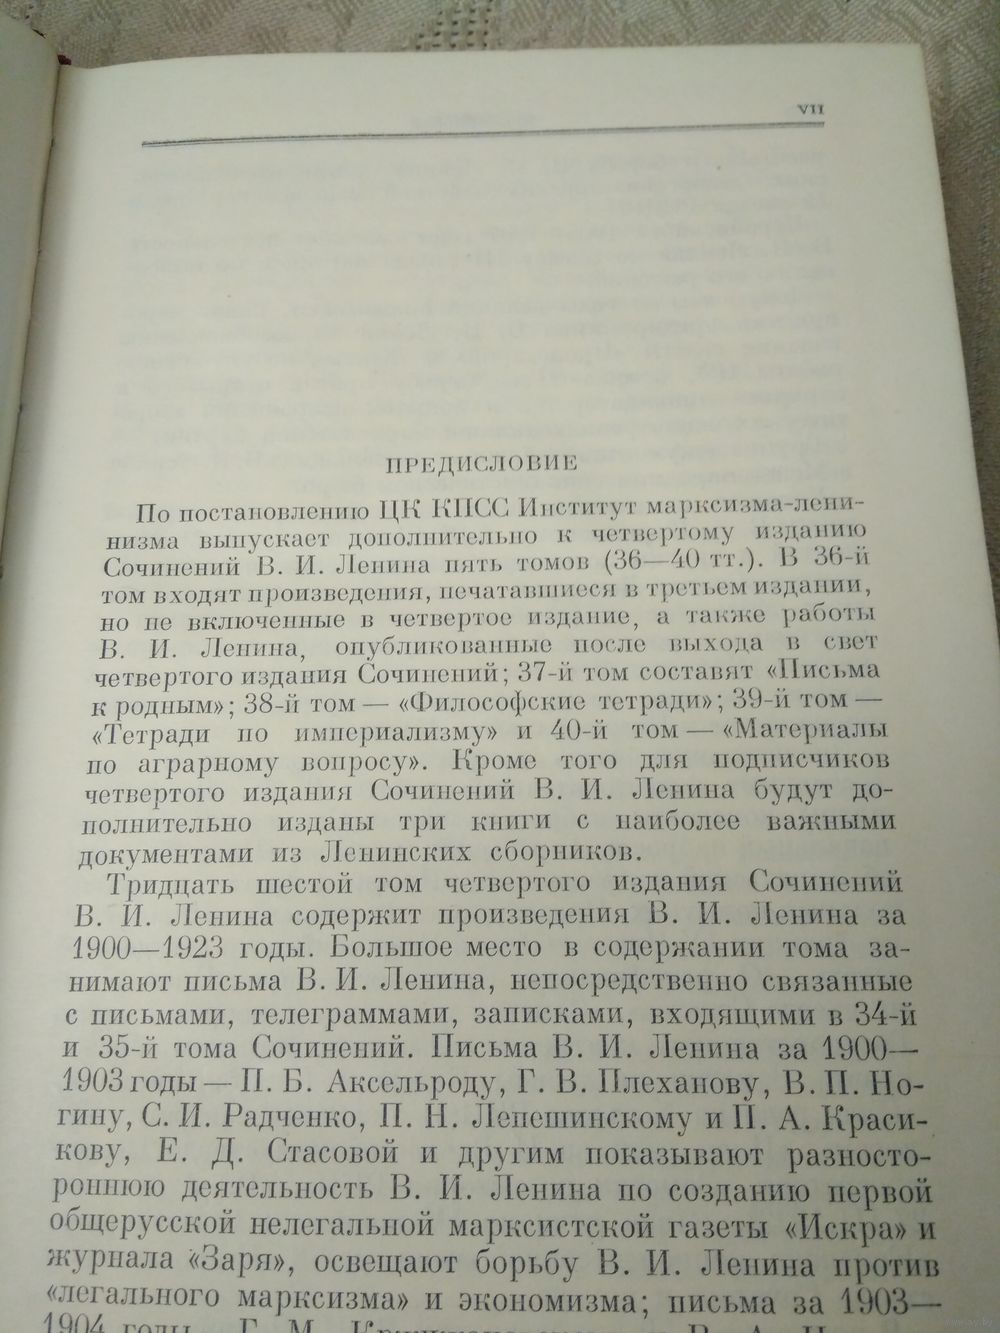 VII
ПРЕДИСЛОВИЕ
По постановлению ЦК КПСС Институт марксизма-лени-
низма выпускает дополнительно к четвертому изданию
Сочинений В. И. Ленина пять томов (36—40 тт.). В 36-й
том входят произведения, печатавшиеся в третьем издании,
но не включенные в четвертое издание, а также работы
В. И. Ленина, опубликованные после выхода в свет
четвертого издания Сочинений; 37-й том составят «Письма
к родным»; 38-й том — «Философские тетради»; 39-й том —
«Тетради по империализму» и 40-й том — «Материалы
по аграрному вопросу». Кроме того для подписчиков
четвертого издания Сочинений В. И. Ленина будут до-
полнительно изданы три книги с наиболее важными
документами из Ленинских сборников.
Тридцать шестой том четвертого издания Сочинений
В. И. Ленина содержит произведения В. И. Ленина за
1900—1923 годы. Большое место в содержании тома за-
нимают письма В. И. Ленина, непосредственно связанные
с письмами, телеграммами, записками, входящими в 34-й
и 35-й тома Сочинений. Письма В. И. Ленина за 1900—
1903 годы — П. Б. Аксельроду, Г. В. Плеханову, В. П. Но-
гину, С. И. Радченко, П. Н. Лепешинскому и П. А. Краси-
кову, Е. Д. Стасовой и другим показывают разносто-
роннюю деятельность В. И. Ленина по созданию первой
общерусской нелегальной марксистской газеты «Искра» и
журнала «Заря», освещают борьбу В. И. Ленина против
«легального марксизма» и экономизма; письма за 1903—
1904 годы — Г. М.